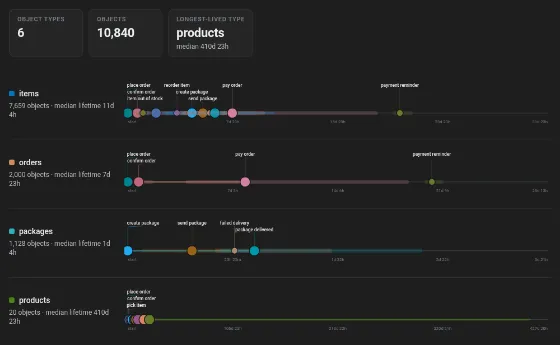 OBJECT TYPES
6
OBJECTS
10,840
LONGEST-LIVED TYPE
products
median 410d 23h
items
7,659 objects · median lifetime 11d
4h
place order
confirm order
item out of stock
reorder item
create package
send package
pay order
payment reminder
start
orders
2,000 objects · median lifetime 7d
23h
place order
confirm order
pay order
payment reminder
start
packages
1,128 objects · median lifetime 1d
4h
create package
send package
failed delivery
package delivered
start
products
20 objects · median lifetime 410d
23h
place order
confirm order
pick item
start